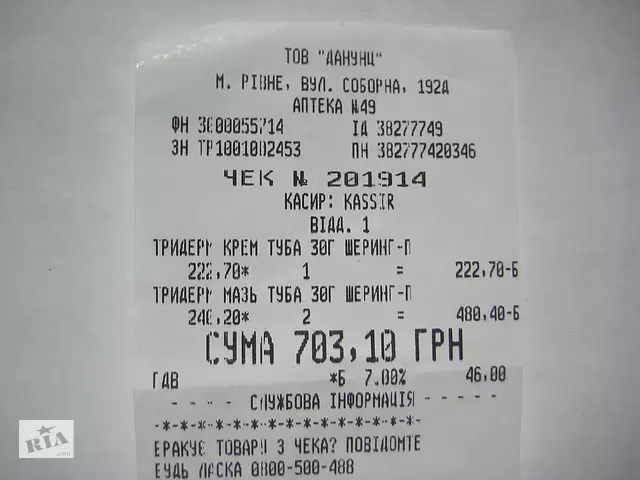 ТОВ "ДАНУНЦ"
М. РІВНЕ, ВУЛ. СОБОРНА, 192Д
АПТЕКА №49
ФН 3000055714 ІД 38277749
ЗН ТР1001002453 ПН 382777420346
ЧЕК № 201914
КАСИР: KASSIR
ВІДД. 1
ТРИДЕРМ КРЕМ ТУБА 30Г ШЕРИНГ-П
222,70* 1 = 222,70-Б
ТРИДЕРМ МАЗЬ ТУБА 30Г ШЕРИНГ-П
240,20* 2 = 480,40-Б
СУМА 703,10 ГРН
ПДВ *Б 7.00% 46,00
- - - - СЛУЖБОВА ІНФОРМАЦІЯ - - - - -
-*-*-*-*-*-*-*-*-*-*-*-*-*-*-*-*-*-
БРАКУЄ ТОВАРУ З ЧЕКА? ПОВІДОМТЕ
БУДЬ ЛАСКА 0800-500-488
RIA.com